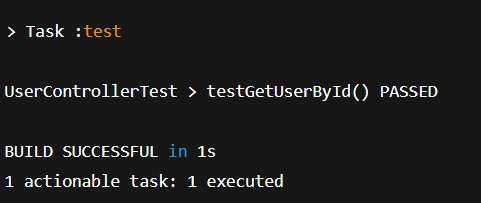 > Task :test
UserControllerTest > testGetUserById() PASSED
BUILD SUCCESSFUL in 1s
1 actionable task: 1 executed